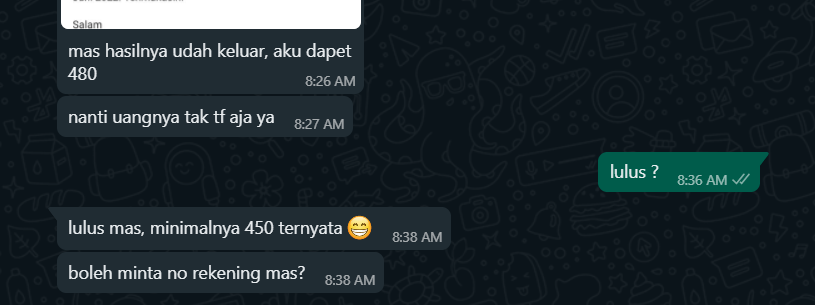 Salam
mas hasilnya udah keluar, aku dapet
480
8:26 AM
nanti uangnya tak tf aja ya
8:27 AM
lulus ?
8:36 AM
lulus mas, minimalnya 450 ternyata 😁
8:38 AM
boleh minta no rekening mas?
8:38 AM